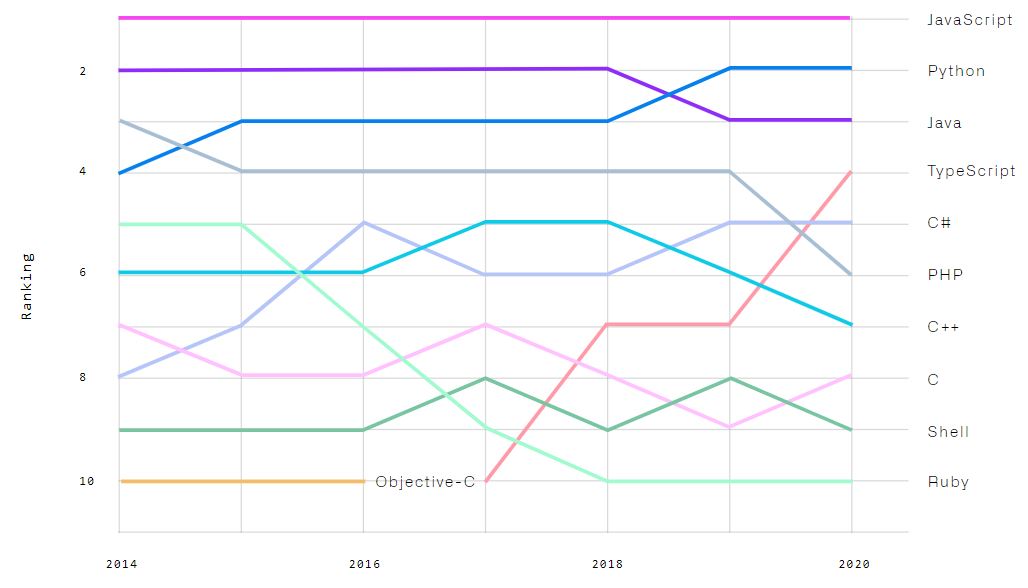 JavaScript
2
Python
Java
4
TypeScript
C#
Ranking
6
PHP
C++
8
C
Shell
10
Objective-C
Ruby
2014
2016
2018
2020